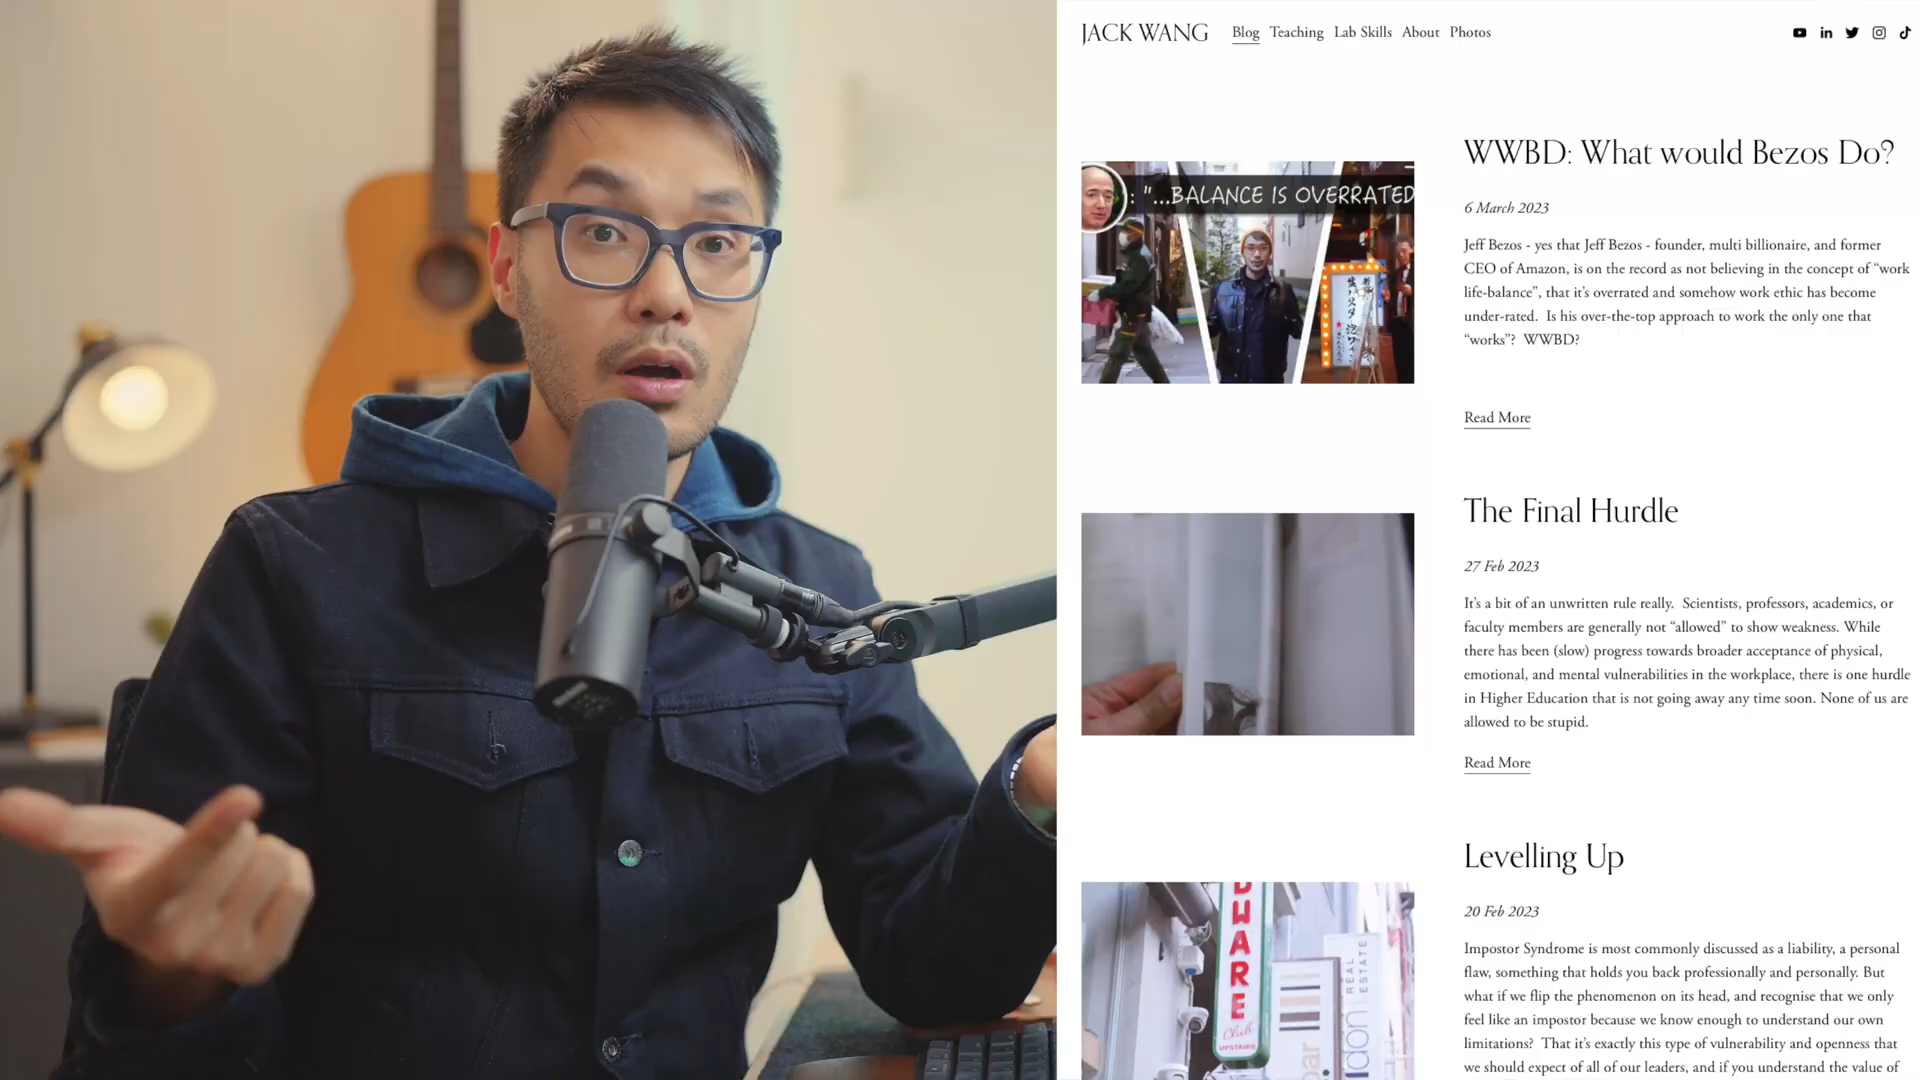 JACK WANG Blog Teaching Lab Skills About Photos
: "...BALANCE IS OVERRATED
WWBD: What would Bezos Do?
6 March 2023
Jeff Bezos - yes that Jeff Bezos - founder, multi billionaire, and former
CEO of Amazon, is on the record as not believing in the concept of “work
life-balance”, that it’s overrated and somehow work ethic has become
under-rated.  Is his over-the-top approach to work the only one that
“works”?  WWBD?
Read More
The Final Hurdle
27 Feb 2023
It’s a bit of an unwritten rule really.  Scientists, professors, academics, or
faculty members are generally not “allowed” to show weakness. While
there has been (slow) progress towards broader acceptance of physical,
emotional, and mental vulnerabilities in the workplace, there is one hurdle
in Higher Education that is not going away any time soon. None of us are
allowed to be stupid.
Read More
DWARE
Club
UPSTAIRS
REAL
ESTATE
bar
don
Levelling Up
20 Feb 2023
Impostor Syndrome is most commonly discussed as a liability, a personal
flaw, something that holds you back professionally and personally. But
what if we flip the phenomenon on its head, and recognise that we only
feel like an impostor because we know enough to understand our own
limitations?  That it’s exactly this type of vulnerability and openness that
we should expect of all of our leaders, and if you understand the value of